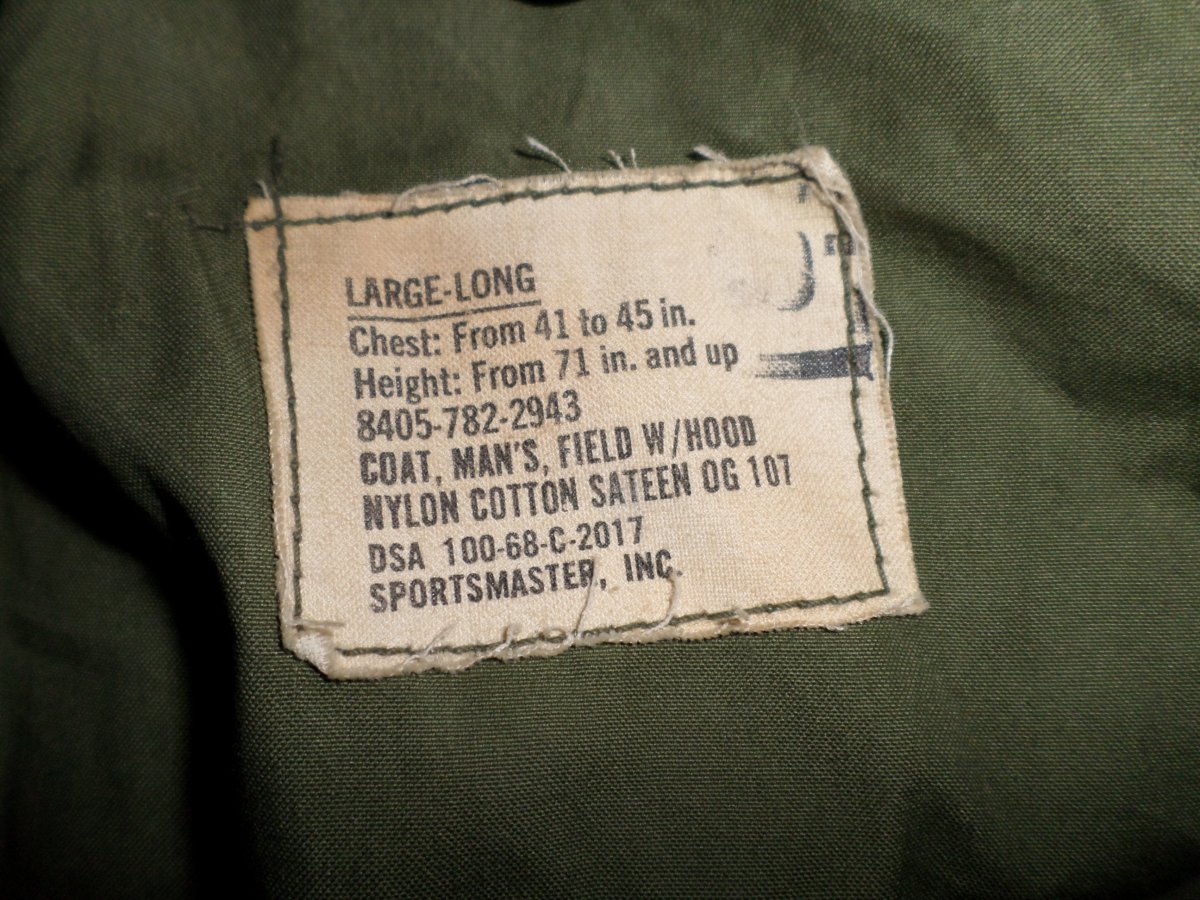 LARGE-LONG
Chest: From 41 to 45 in.
Height: From 71 in. and up
8405-782-2943
COAT, MAN'S, FIELD W/HOOD
NYLON COTTON SATEEN OG 107
DSA 100-68-C-2017
SPORTSMASTER, INC.